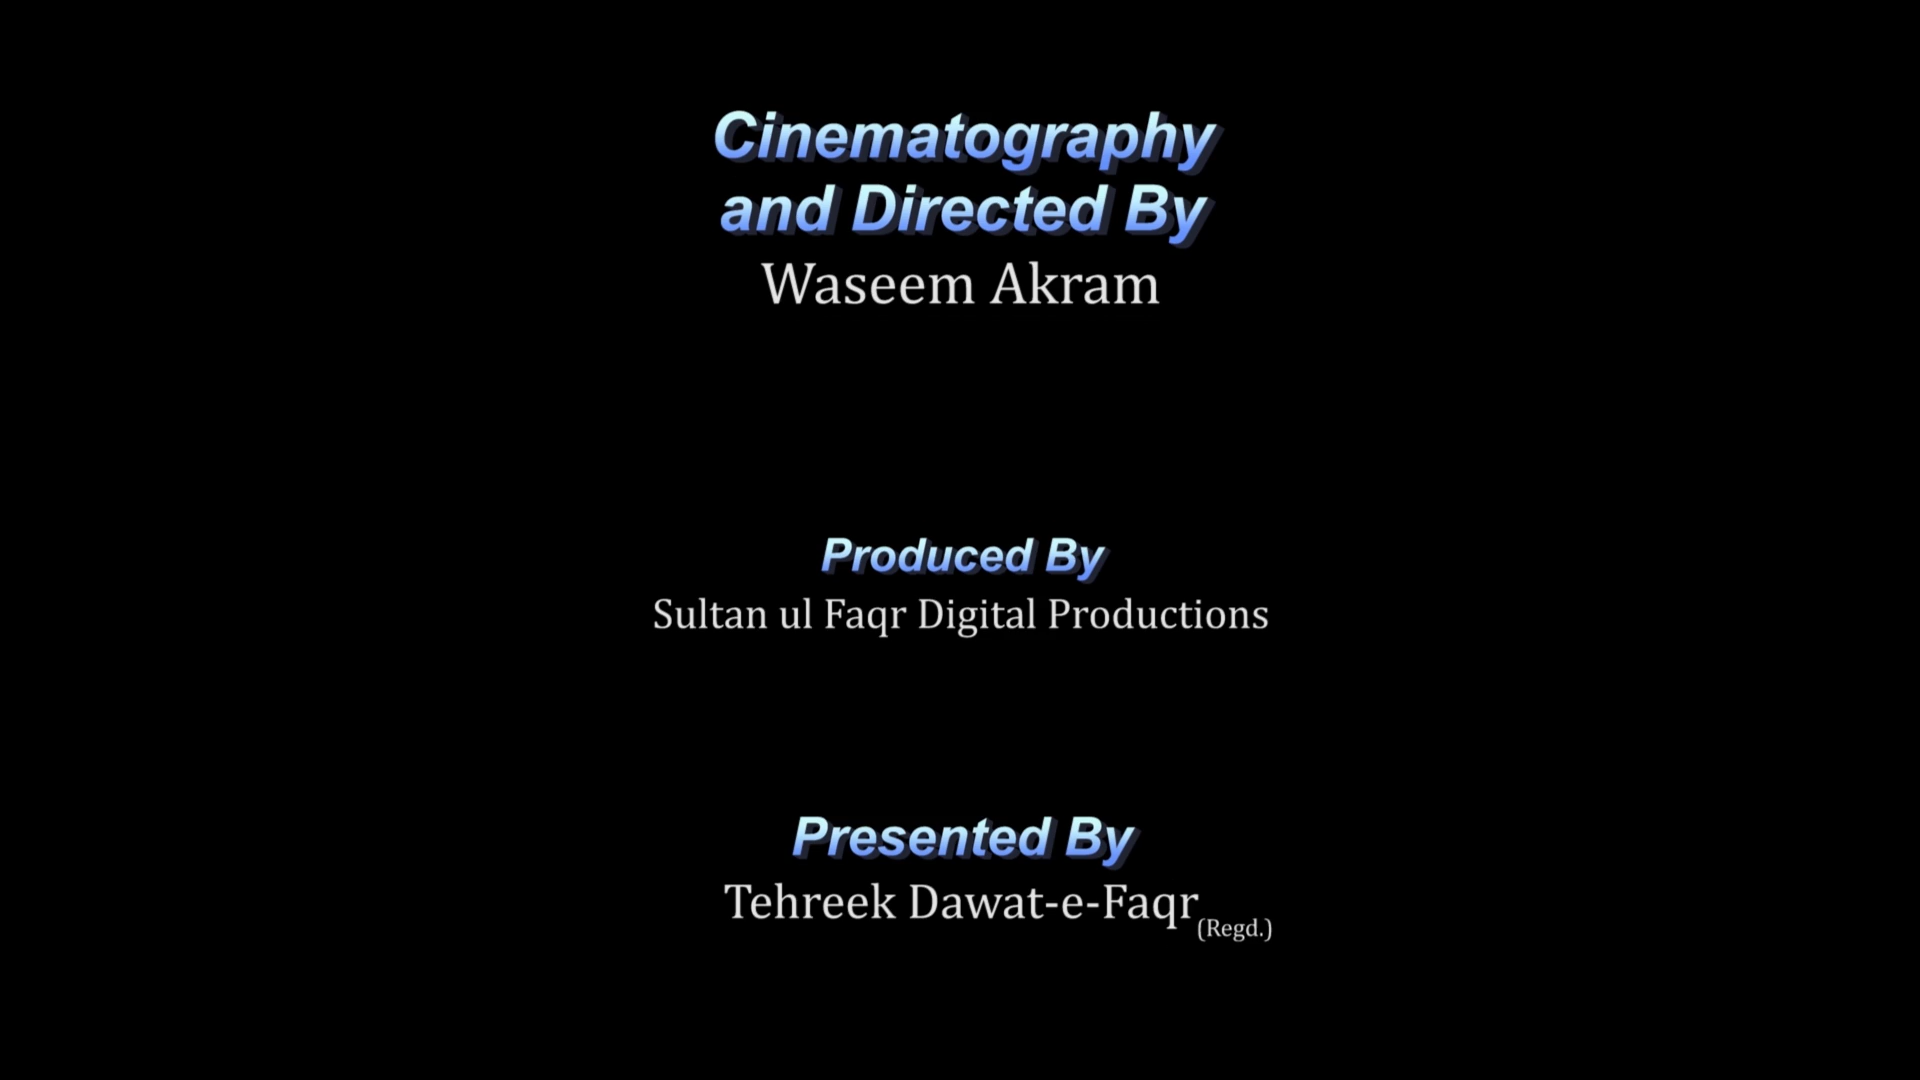 Cinematography
and Directed By
Waseem Akram
Produced By
Sultan ul Faqr Digital Productions
Presented By
Tehreek Dawat-e-Faqr (Regd.)